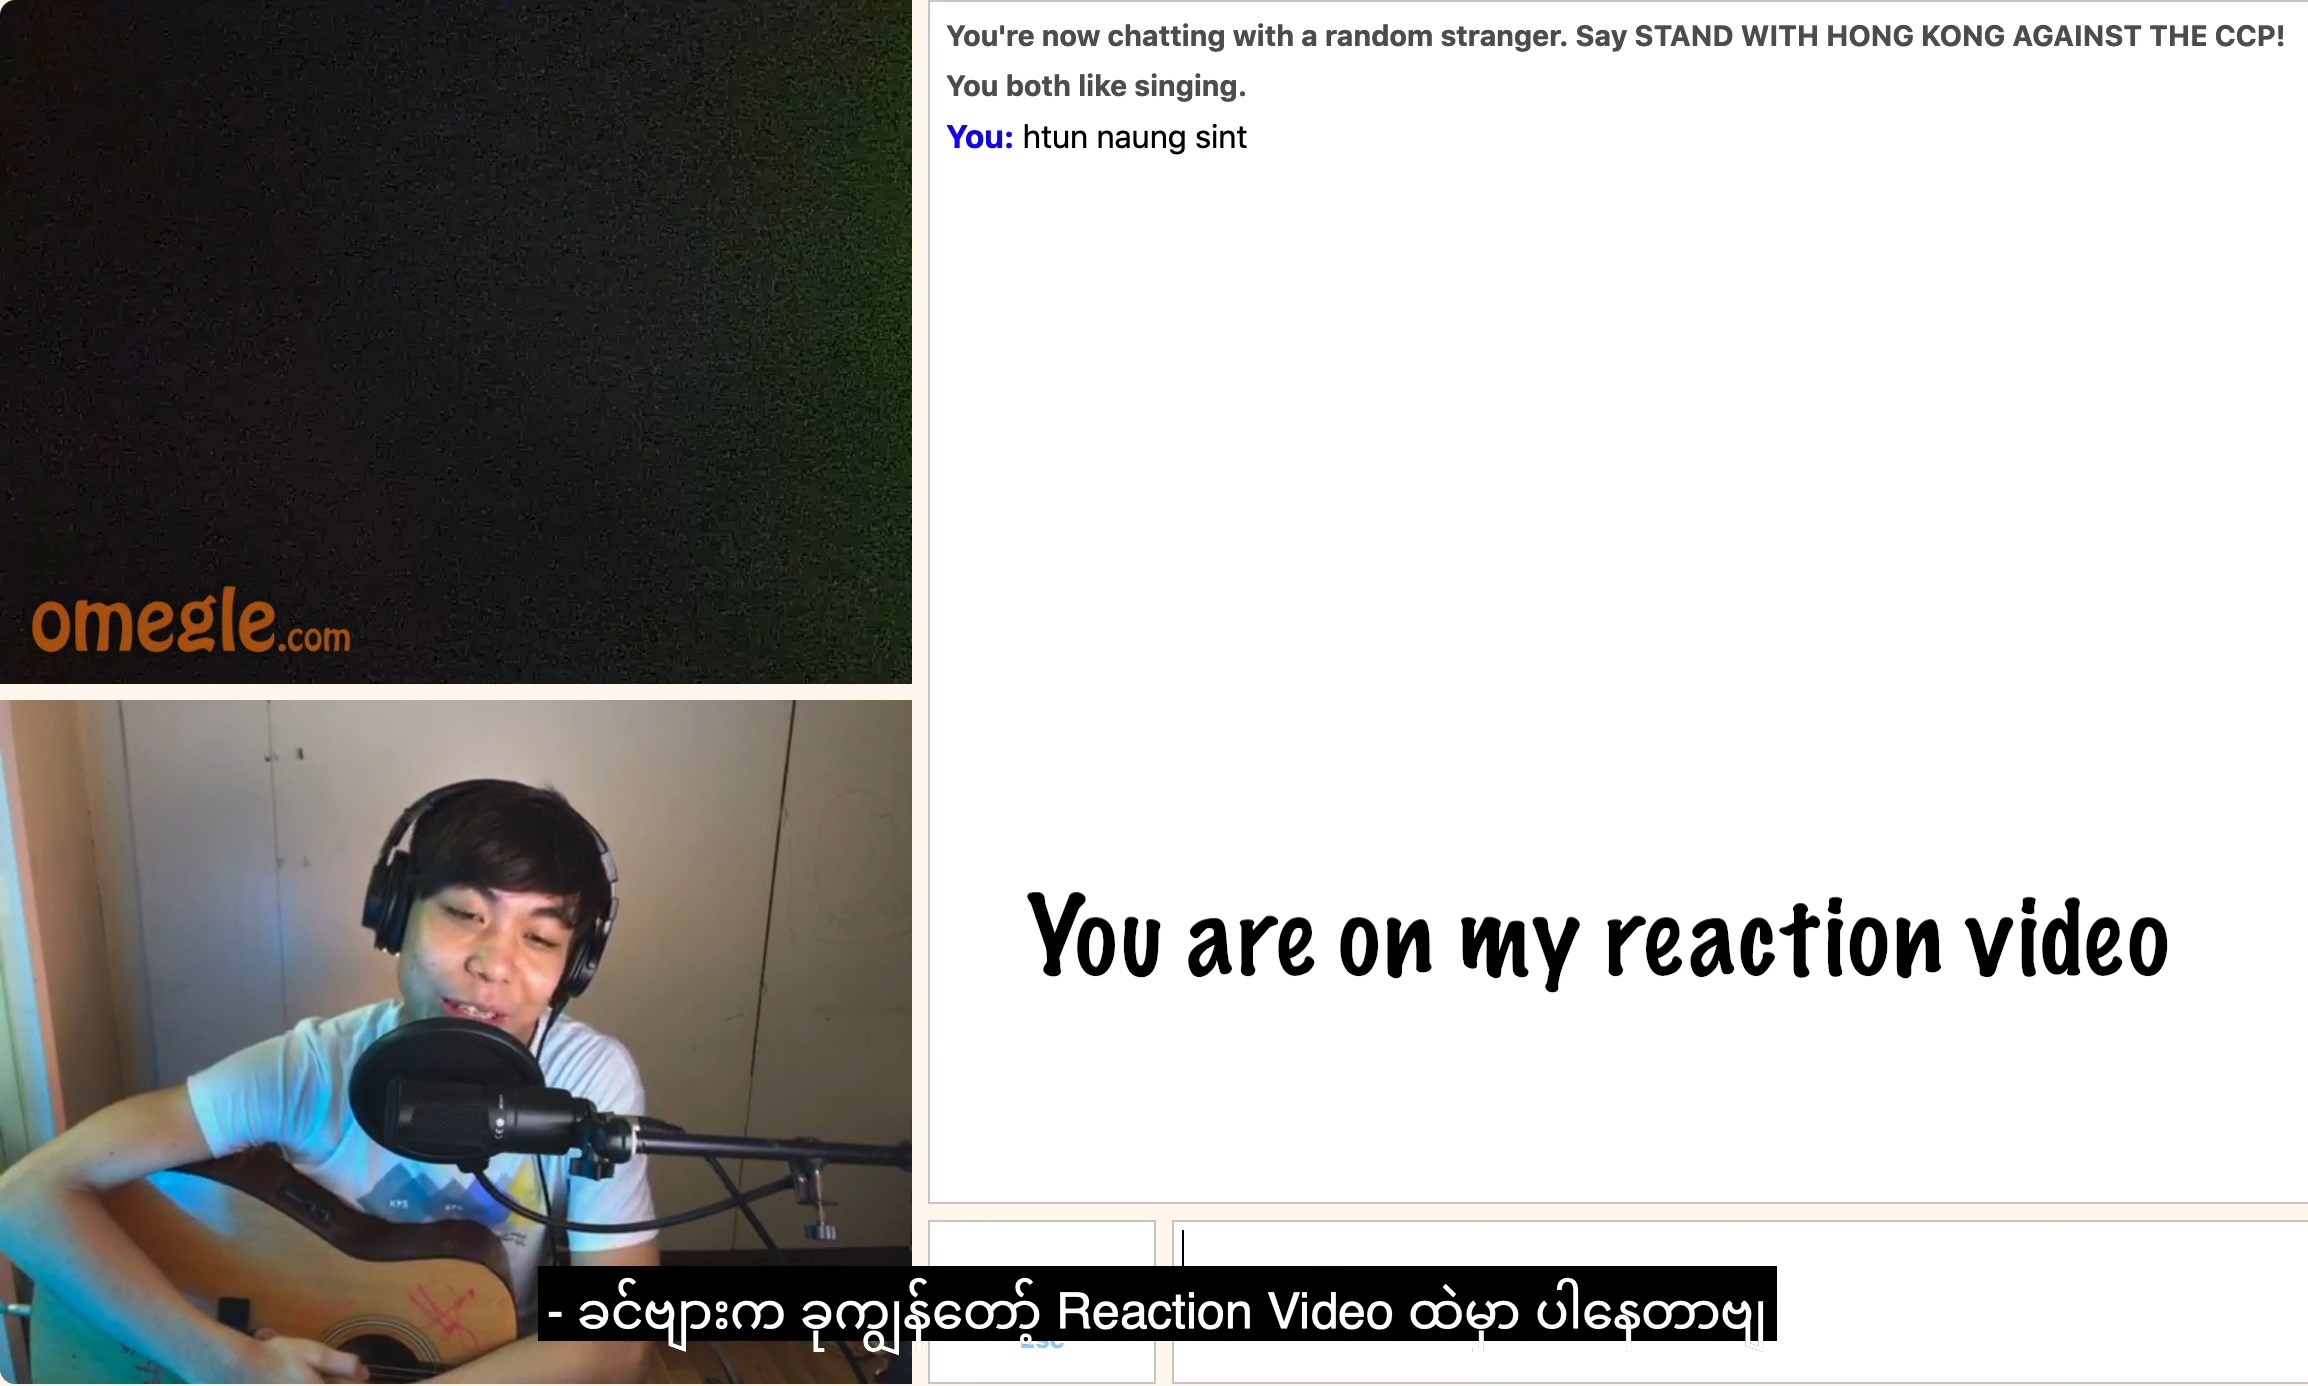 You're now chatting with a random stranger. Say STAND WITH HONG KONG AGAINST THE CCP!
You both like singing.
You: htun naung sint
omegle.com
You are on my reaction video
- ခင်ဗျားက ခုကျွန်တော့် Reaction Video ထဲမှာ ပါနေတာဗျ
Esc